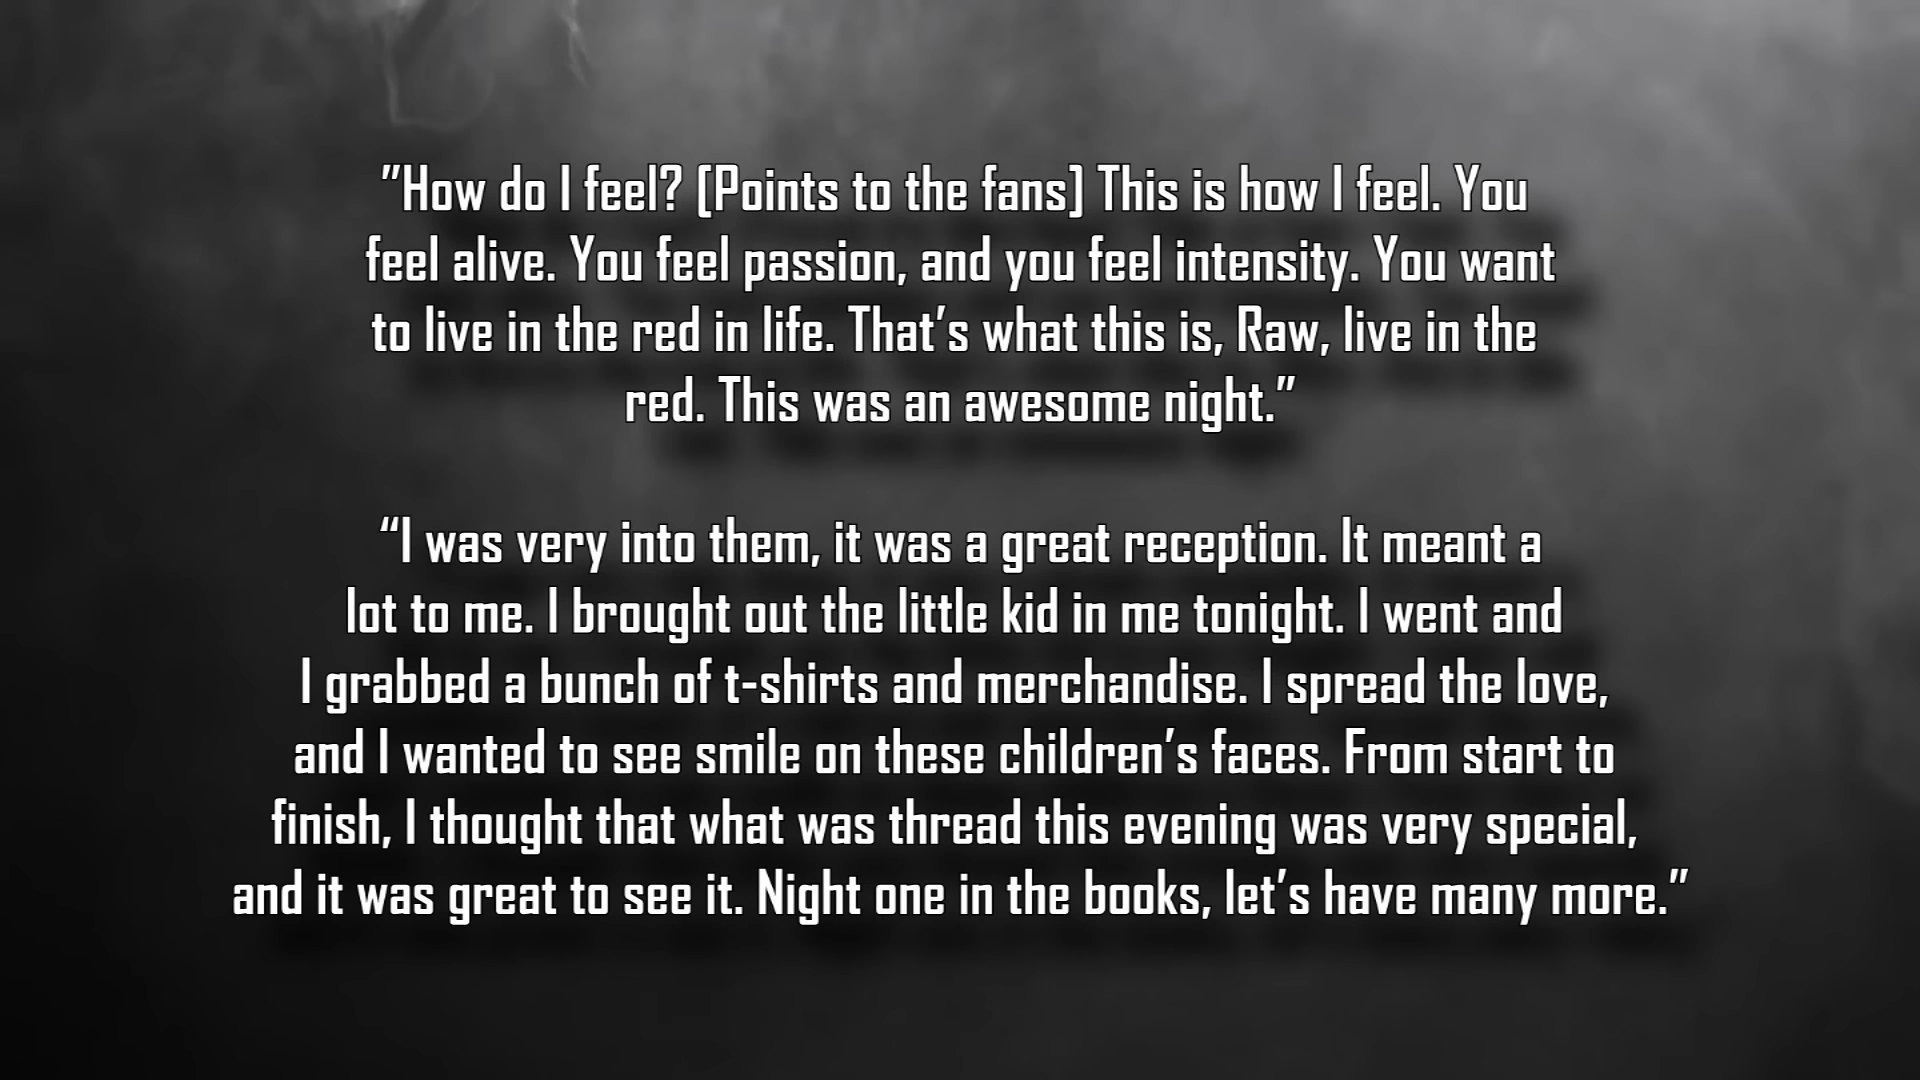 "How do I feel? [Points to the fans] This is how I feel. You
feel alive. You feel passion, and you feel intensity. You want
to live in the red in life. That's what this is, Raw, live in the
red. This was an awesome night."
“I was very into them, it was a great reception. It meant a
lot to me. I brought out the little kid in me tonight. I went and
I grabbed a bunch of t-shirts and merchandise. I spread the love,
and I wanted to see smile on these children’s faces. From start to
finish, I thought that what was thread this evening was very special,
and it was great to see it. Night one in the books, let’s have many more.”